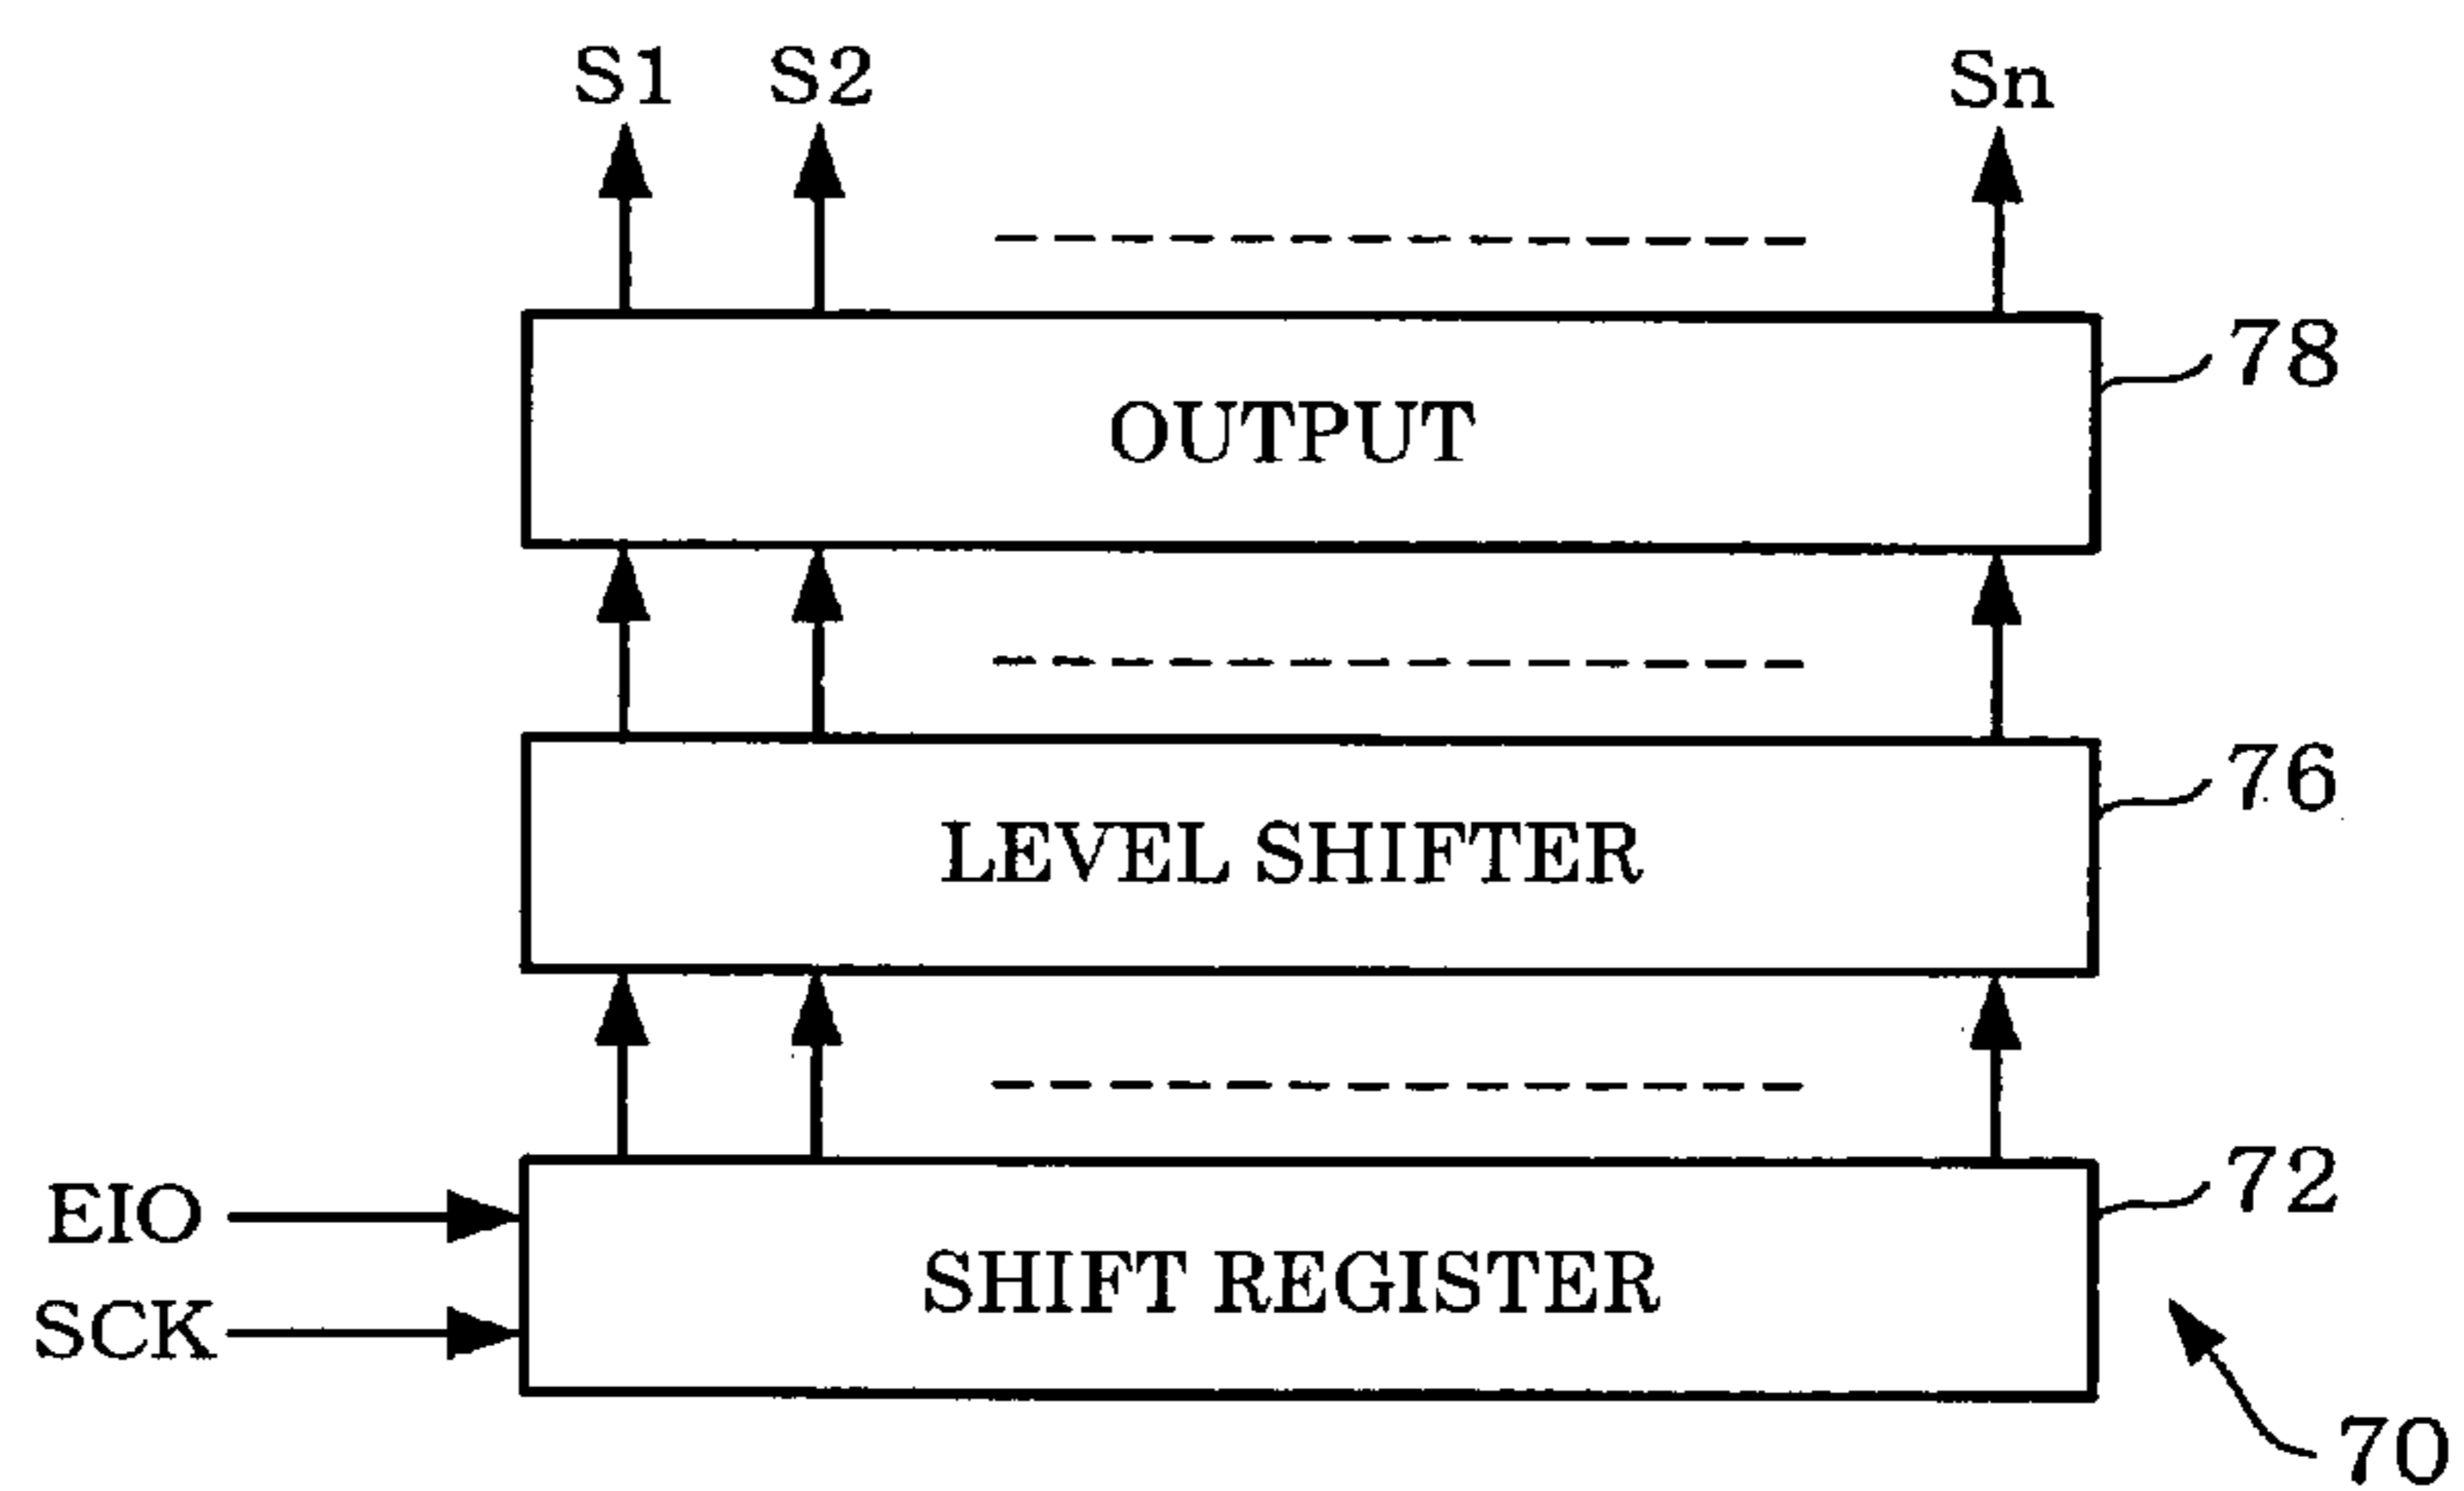 S1 S2 Sn
78
OUTPUT
76
LEVEL SHIFTER
72
EIO
SHIFT REGISTER
SCK
70